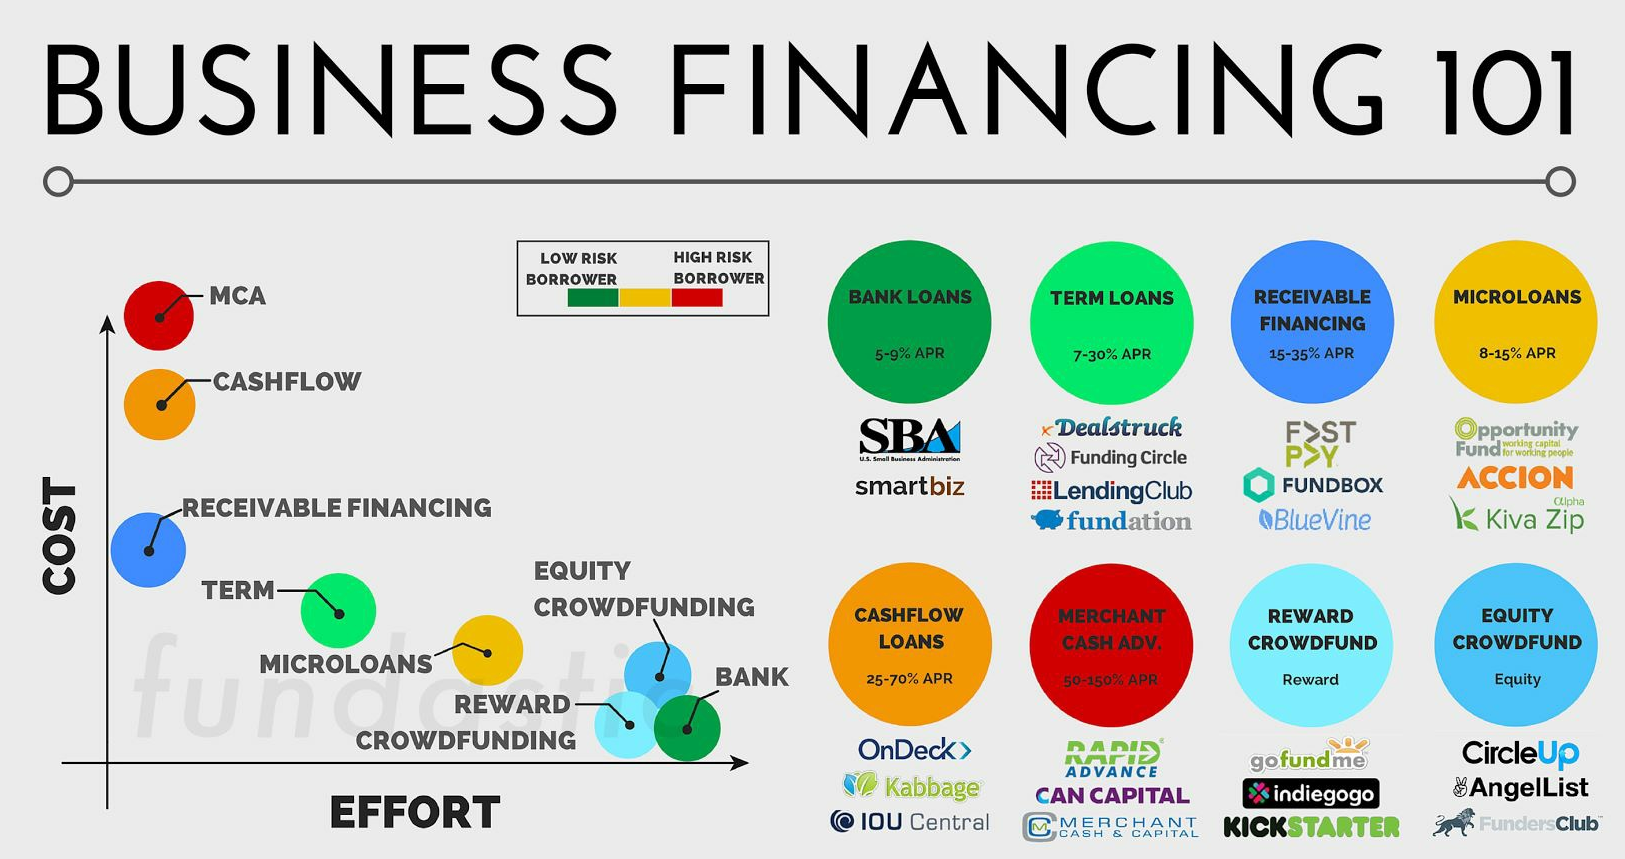 BUSINESS FINANCING 101
LOW RISK
BORROWER
HIGH RISK
BORROWER
MCA
CASHFLOW
RECEIVABLE FINANCING
TERM
MICROLOANS
EQUITY
CROWDFUNDING
BANK
REWARD
CROWDFUNDING
COST
EFFORT
fundastic
BANK LOANS
5-9% APR
SBA
U.S. Small Business Administration
smartbiz
TERM LOANS
7-30% APR
Dealstruck
Funding Circle
LendingClub
fundation
RECEIVABLE
FINANCING
15-35% APR
FAST
PAY
FUNDBOX
BlueVine
MICROLOANS
8-15% APR
Opportunity
Fund working capital
for working people
ACCION
alpha
Kiva Zip
CASHFLOW
LOANS
25-70% APR
OnDeck
Kabbage
IOU Central
MERCHANT
CASH ADV.
50-150% APR
RAPID
ADVANCE
CAN CAPITAL
MERCHANT
CASH & CAPITAL
REWARD
CROWDFUND
Reward
gofundme
indiegogo
KICKSTARTER
EQUITY
CROWDFUND
Equity
CircleUp
AngelList
FundersClub